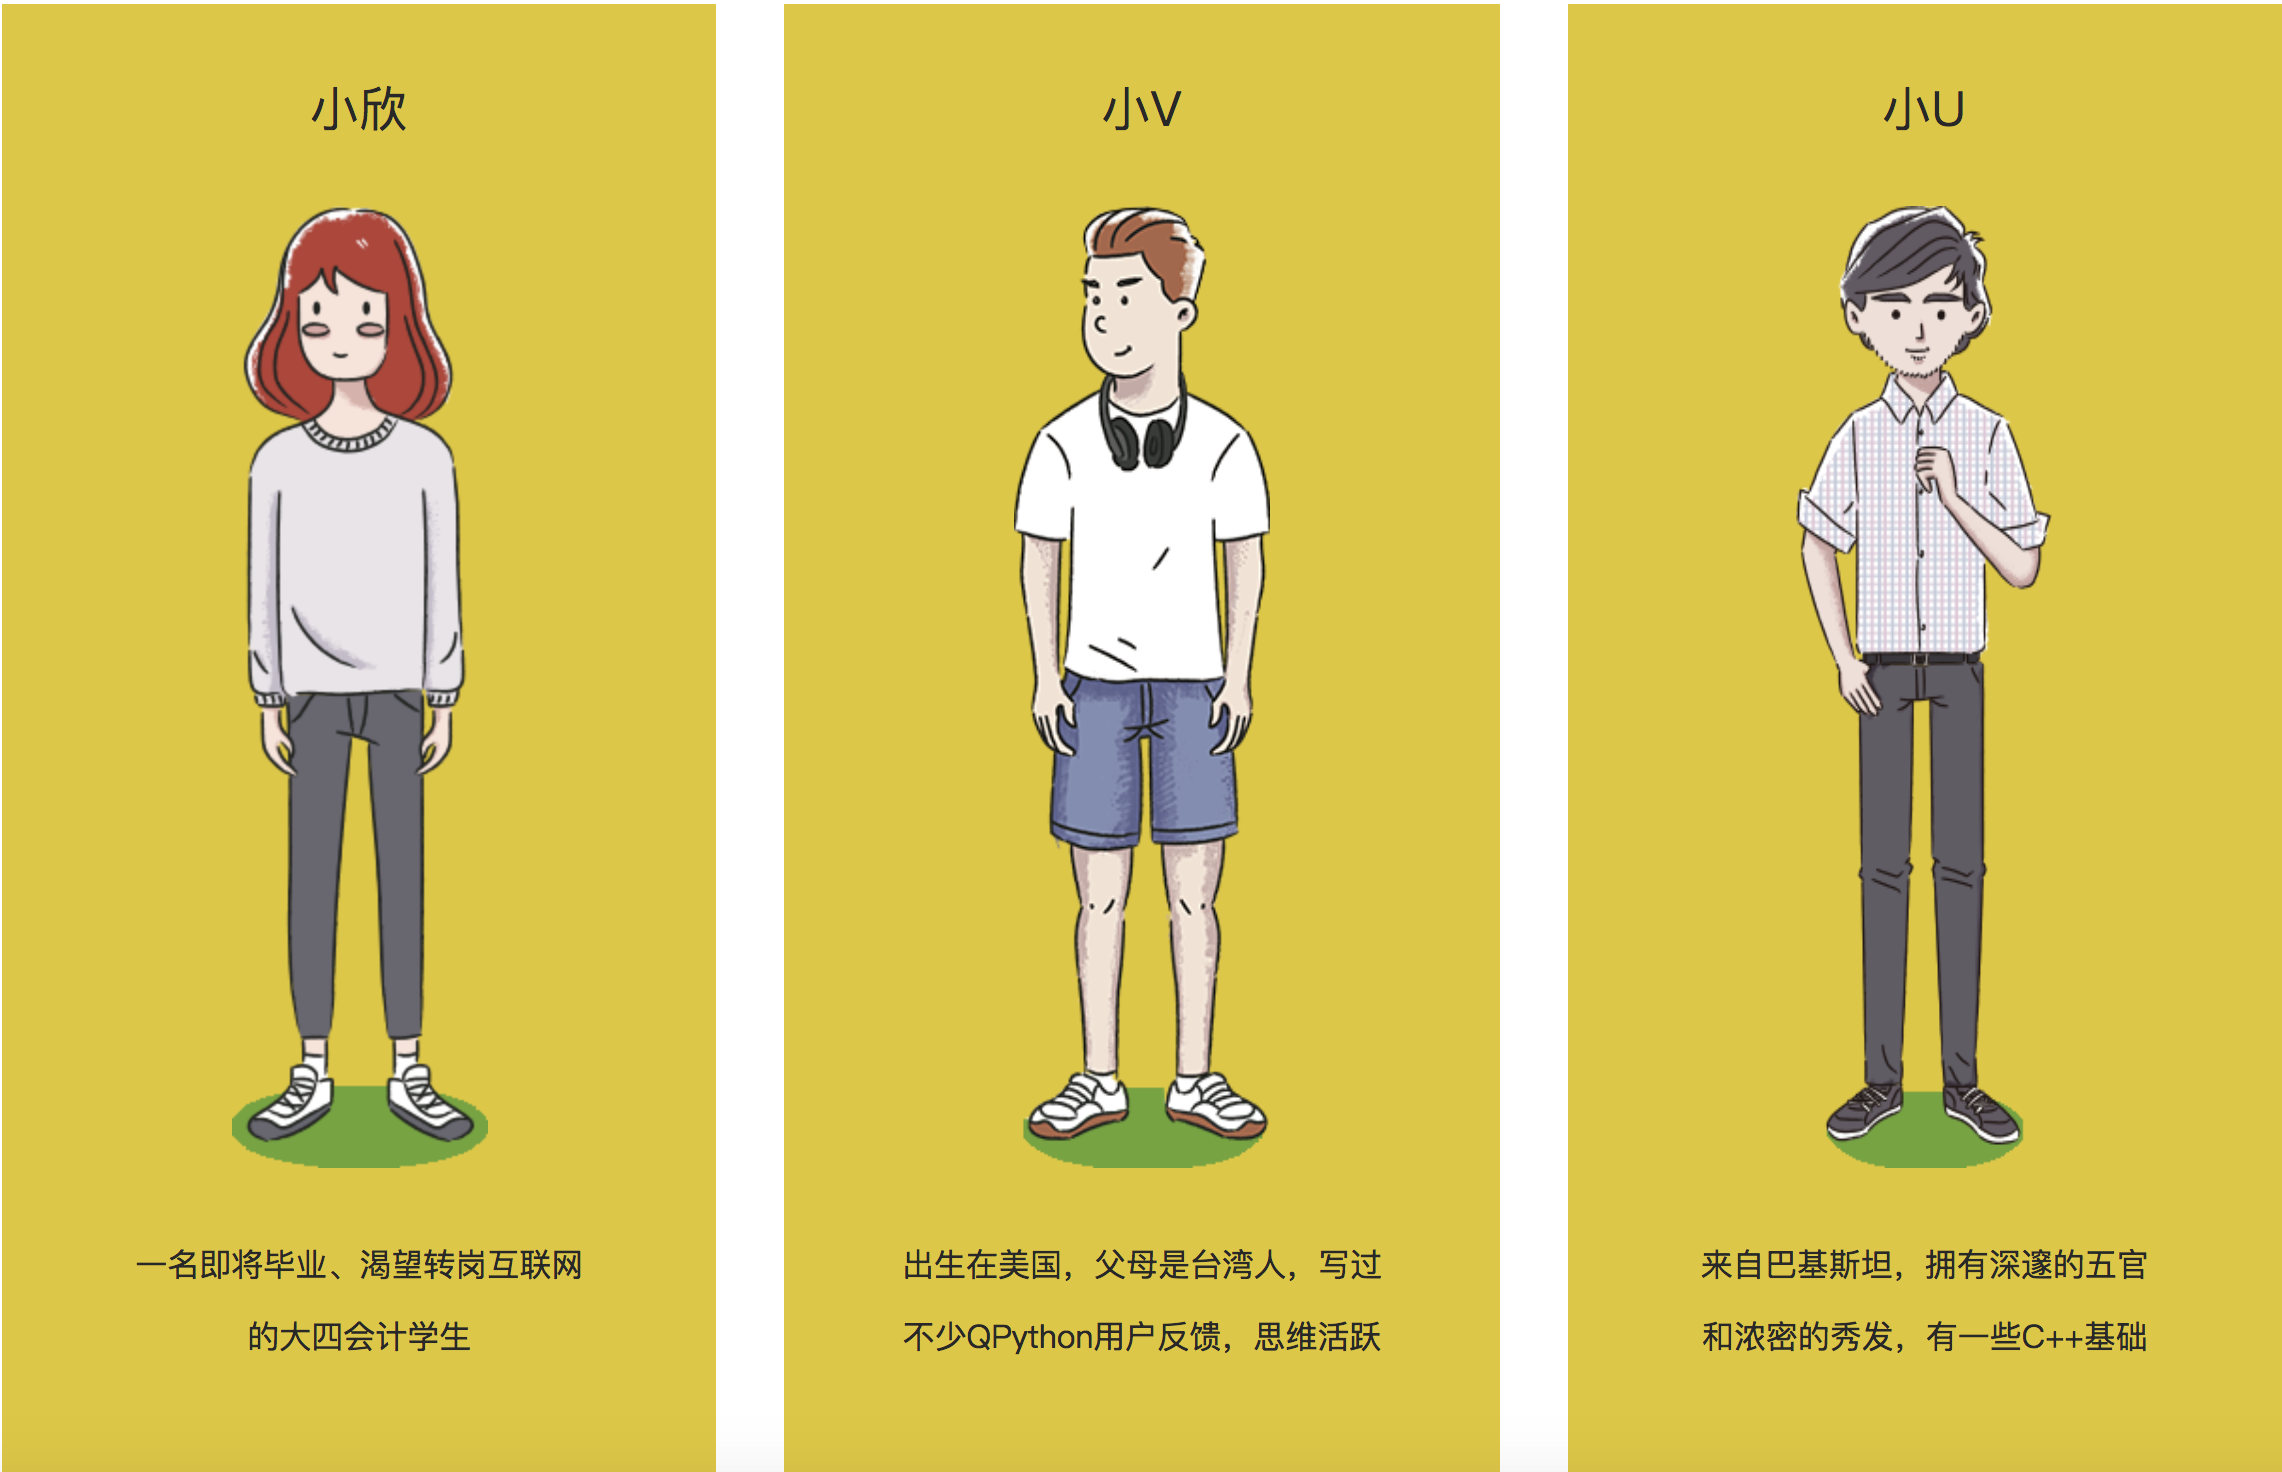 小欣
一名即将毕业、渴望转岗互联网
的大四会计学生
小V
出生在美国，父母是台湾人，写过
不少QPython用户反馈，思维活跃
小U
来自巴基斯坦，拥有深邃的五官
和浓密的秀发，有一些C++基础